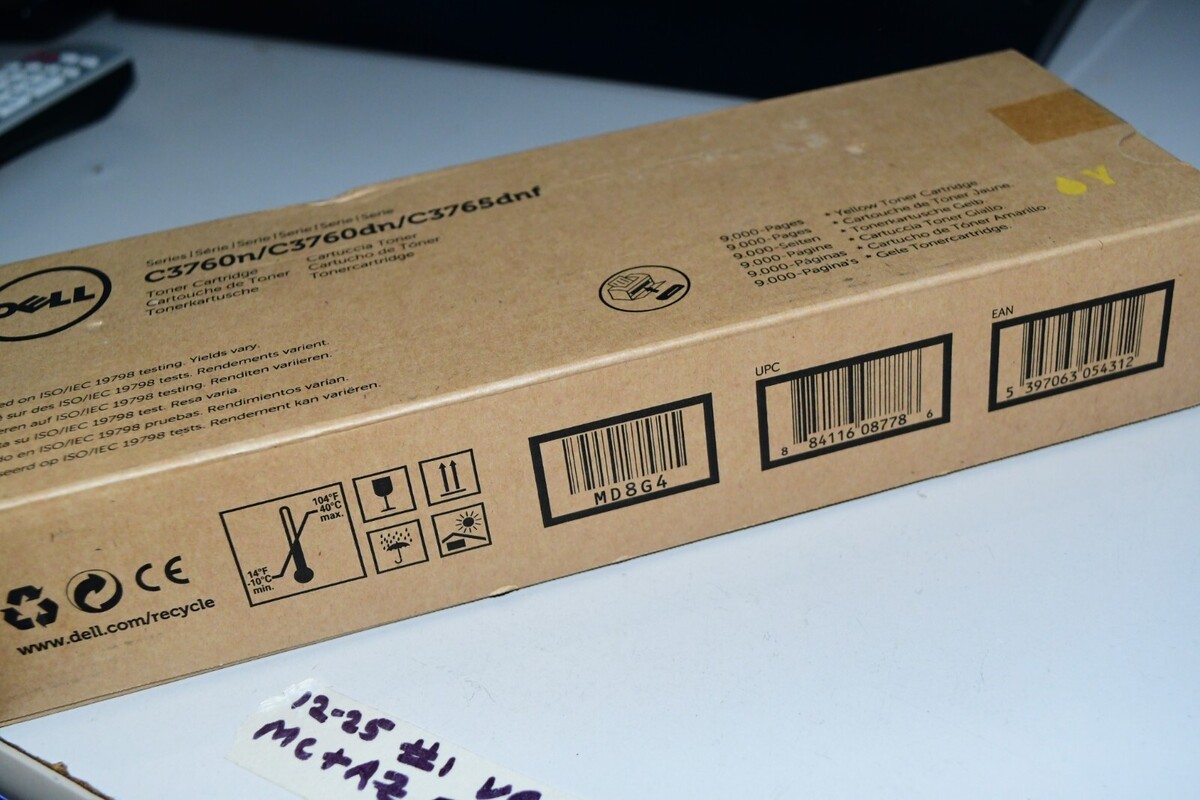 DELL
Series | Série | Serie | Serie | Serie | Serie
C3760n/C3760dn/C3765dnf
Toner Cartridge
Cartouche de Toner
Tonerkartusche
Cartuccia Toner
Cartucho de Tóner
Tonercartridge
9,000-Pages
9.000-Pages
9.000-Seiten
9.000-Pagine
9.000-Páginas
9.000-Pagina's
• Yellow Toner Cartridge
• Cartouche de Toner Jaune.
• Tonerkartusche Gelb
• Cartuccia Toner Giallo
• Cartucho de Tóner Amarillo.
• Gele Tonercartridge.
Y
ed on ISO/IEC 19798 testing. Yields vary.
sur des ISO/IEC 19798 tests. Rendements varient.
eren auf ISO/IEC 19798 testing. Renditen variieren.
ta su ISO/IEC 19798 test. Resa varia.
do en ISO/IEC 19798 pruebas. Rendimientos varían.
seerd op ISO/IEC 19798 tests. Rendement kan variëren.
CE
www.dell.com/recycle
104°F
40°C
max.
14°F
-10°C
min.
MD8G4
UPC
8 84116 08778 6
EAN
5 397063 054312
12-25 #1
MC+AZ